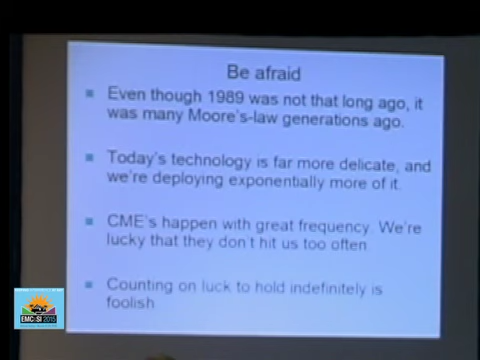 Be afraid
Even though 1989 was not that long ago, it
was many Moore's-law generations ago.
Today's technology is far more delicate, and
we're deploying exponentially more of it.
CME's happen with great frequency. We're
lucky that they don't hit us too often
Counting on luck to hold indefinitely is
foolish
EMC-SI 2015